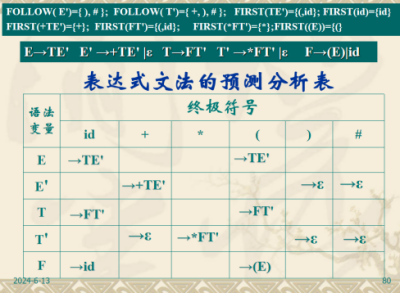 FOLLOW( E')={ ), # };  FOLLOW( T')={ +, ), # };   FIRST(TE')={(,id}; FIRST(id)={id}
FIRST(+TE')={+};  FIRST(FT')={(,id};    FIRST(*FT')={*};FIRST((E))={(}
E→TE'   E' →+TE' |ε   T→FT'   T' →*FT' |ε    F→(E)|id
表达式文法的预测分析表
语法变量 终极符号
id + * ( ) #
E →TE' →TE'
E' →+TE' →ε →ε
T →FT' →FT'
T' →ε →*FT' →ε →ε
F →id →(E)
2024-6-13 80